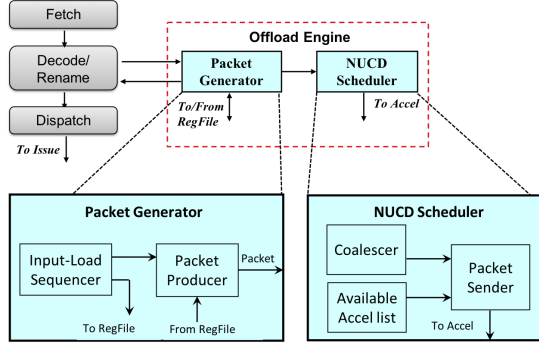 Fetch
Offload Engine
Decode/
Rename
Packet
Generator
NUCD
Scheduler
To/From
RegFile
To Accel
Dispatch
To Issue
Packet Generator
Input-Load
Sequencer
Packet
Producer
Packet
To RegFile
From RegFile
NUCD Scheduler
Coalescer
Available
Accel list
Packet
Sender
To Accel